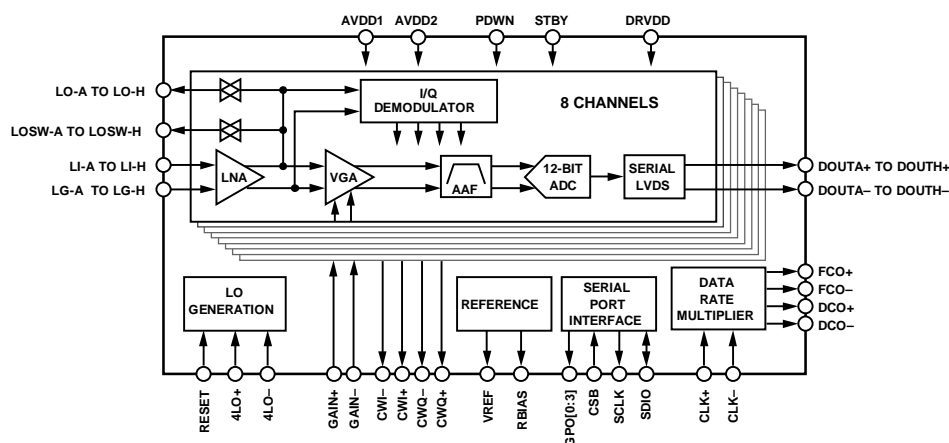 AVDD1
AVDD2
PDWN
STBY
DRVDD
LO-A TO LO-H
LOSW-A TO LOSW-H
LI-A TO LI-H
LG-A TO LG-H
I/Q
DEMODULATOR
8 CHANNELS
LNA
VGA
AAF
12-BIT
ADC
SERIAL
LVDS
DOUTA+ TO DOUTH+
DOUTA– TO DOUTH–
LO
GENERATION
REFERENCE
SERIAL
PORT
INTERFACE
DATA
RATE
MULTIPLIER
FCO+
FCO–
DCO+
DCO–
RESET
4LO+
4LO–
GAIN+
GAIN–
CWI–
CWI+
CWQ–
CWQ+
VREF
RBIAS
GPO[0:3]
CSB
SCLK
SDIO
CLK+
CLK–